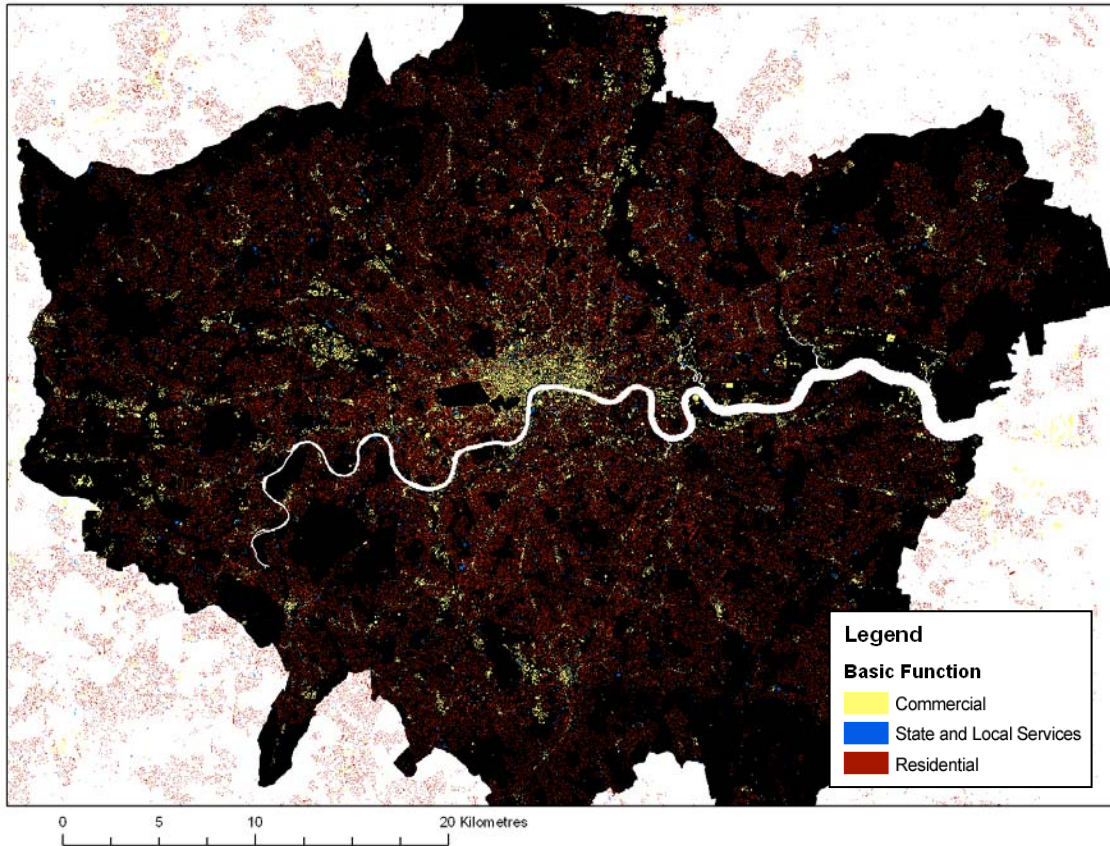 Legend
Basic Function
Commercial
State and Local Services
Residential
0 5 10 20 Kilometres